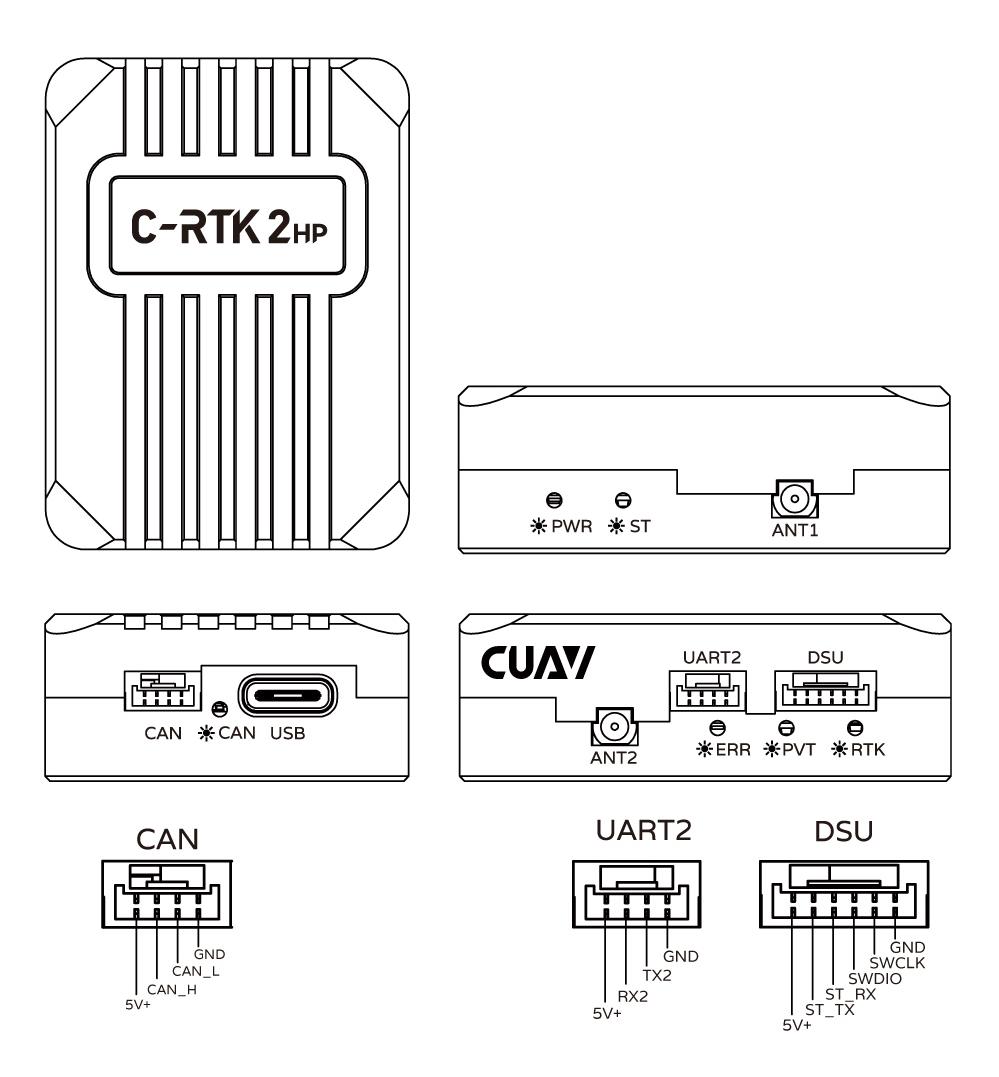 C-RTK 2HP
PWR ST
ANT1
CAN CAN USB
CUAV
UART2 DSU
ANT2
ERR PVT RTK
CAN
GND
CAN_L
CAN_H
5V+
UART2
GND
TX2
RX2
5V+
DSU
GND
SWCLK
SWDIO
ST_RX
ST_TX
5V+